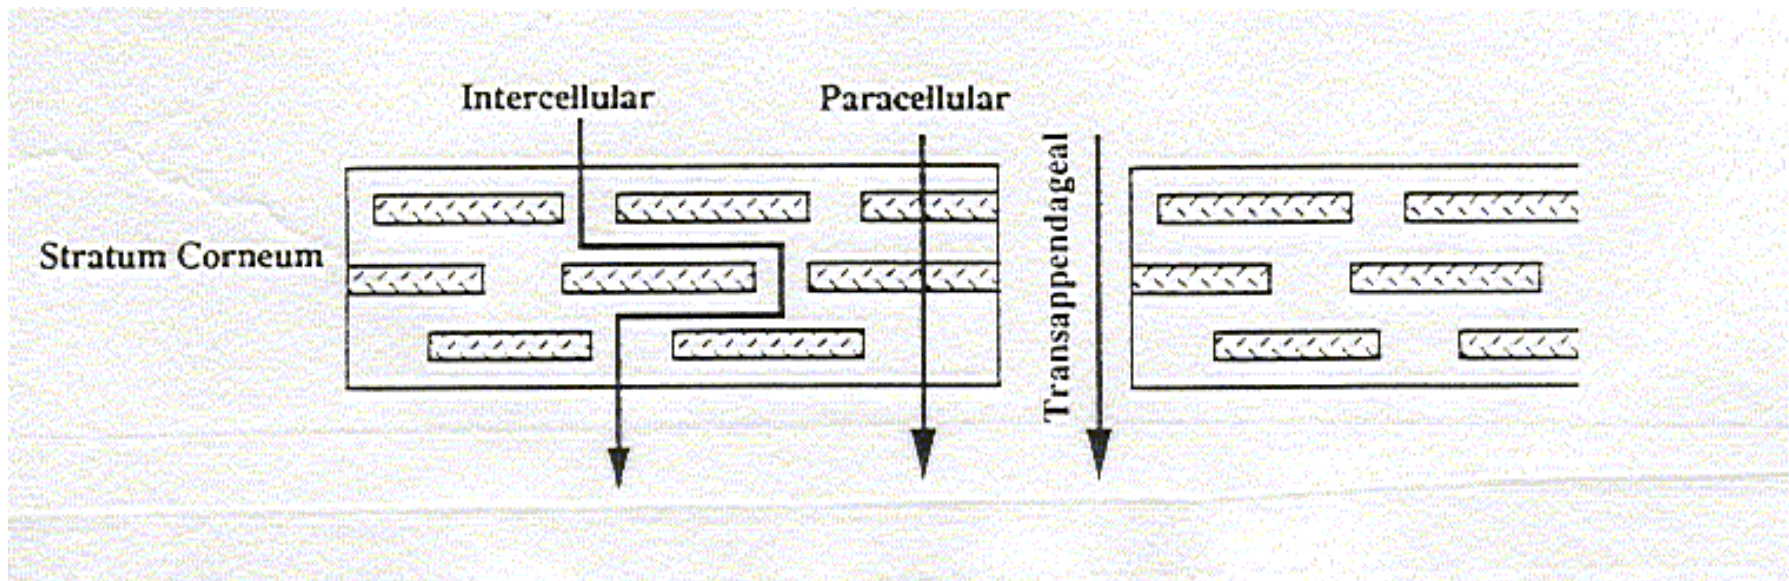 Intercellular
Paracellular
Transappendageal
Stratum Corneum